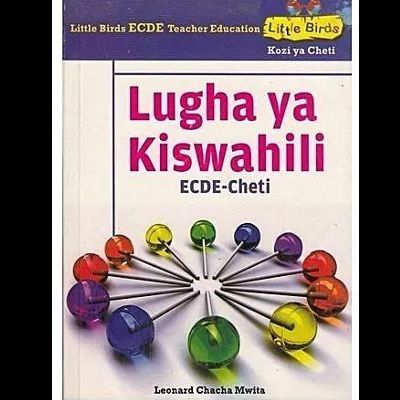 Little Birds ECDE Teacher Education
Little Birds
Kozi ya Cheti
Lugha ya
Kiswahili
ECDE-Cheti
Leonard Chacha Mwita